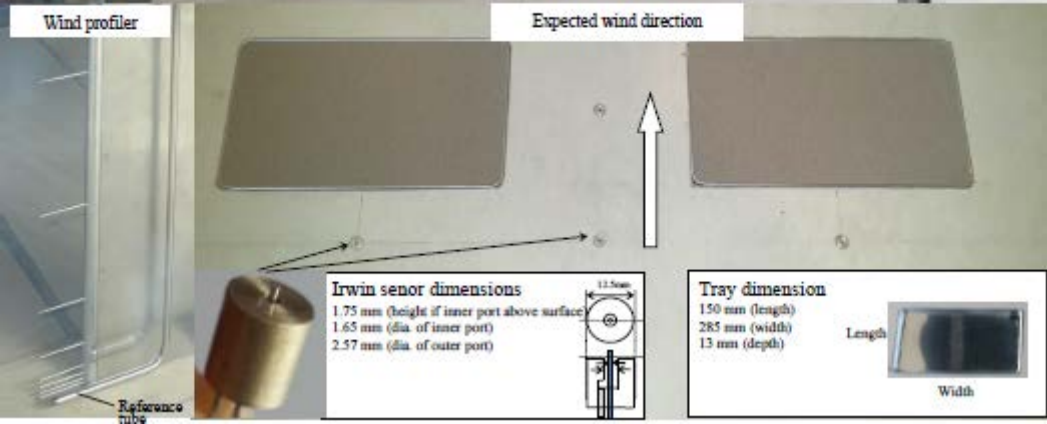 Wind profiler
Expected wind direction
Irwin senor dimensions
1.75 mm (height if inner port above surface)
1.65 mm (dia. of inner port)
2.57 mm (dia. of outer port)
12.5mm
Tray dimension
150 mm (length)
285 mm (width)
13 mm (depth)
Length
Width
Reference
tube